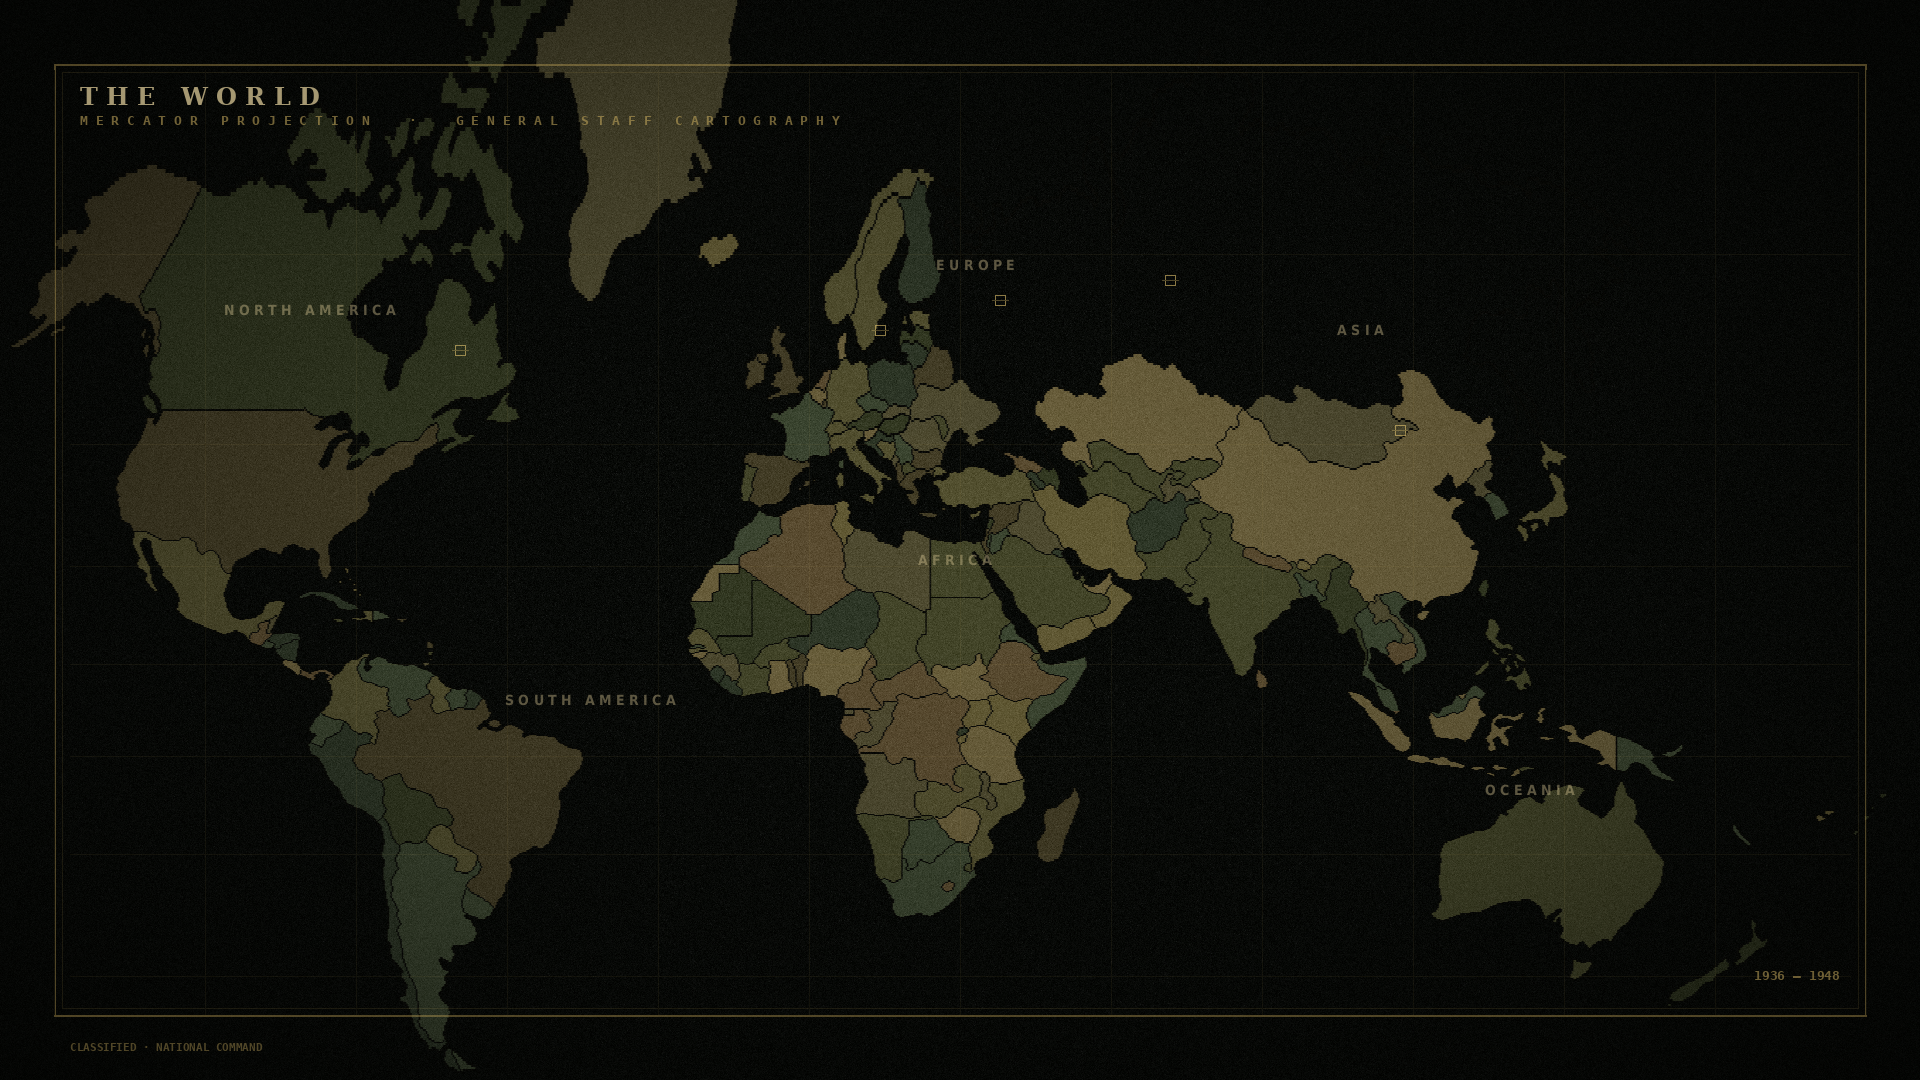 THE WORLD
MERCATOR PROJECTION · GENERAL STAFF CARTOGRAPHY
EUROPE
NORTH AMERICA
ASIA
AFRICA
SOUTH AMERICA
OCEANIA
1936 — 1948
CLASSIFIED · NATIONAL COMMAND